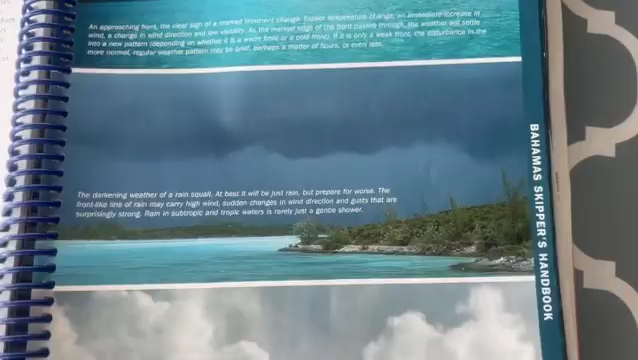 An approaching front, the clear sign of a marked imminent change. Expect temperature change, an immediate increase in
wind, a change in wind direction and low visibility. As the marked edge of the front passes through, the weather will settle
into a new pattern (depending on whether it is a warm front or a cold front). If it is only a weak front, the disturbance in the
more normal, regular weather pattern may be brief, perhaps a matter of hours, or even less.
The darkening weather of a rain squall. At best it will be just rain, but prepare for worse. The
front-like line of rain may carry high wind, sudden changes in wind direction and gusts that are
surprisingly strong. Rain in subtropic and tropic waters is rarely just a gentle shower.
BAHAMAS SKIPPER'S HANDBOOK